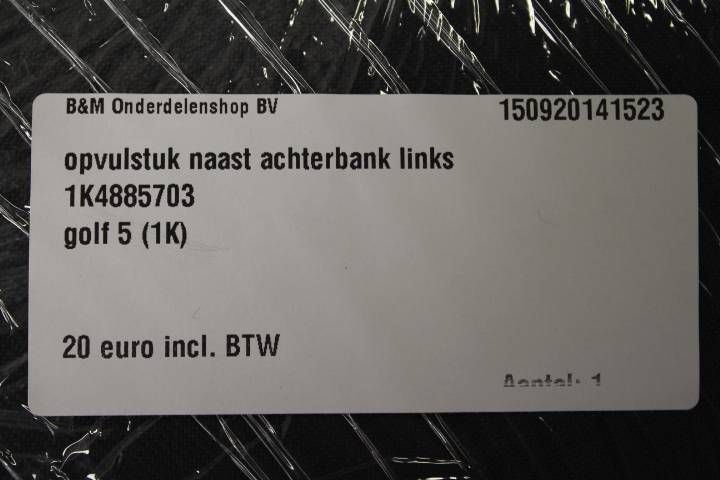 B&M Onderdelenshop BV
150920141523
opvulstuk naast achterbank links
1K4885703
golf 5 (1K)
20 euro incl. BTW
Aantal: 1